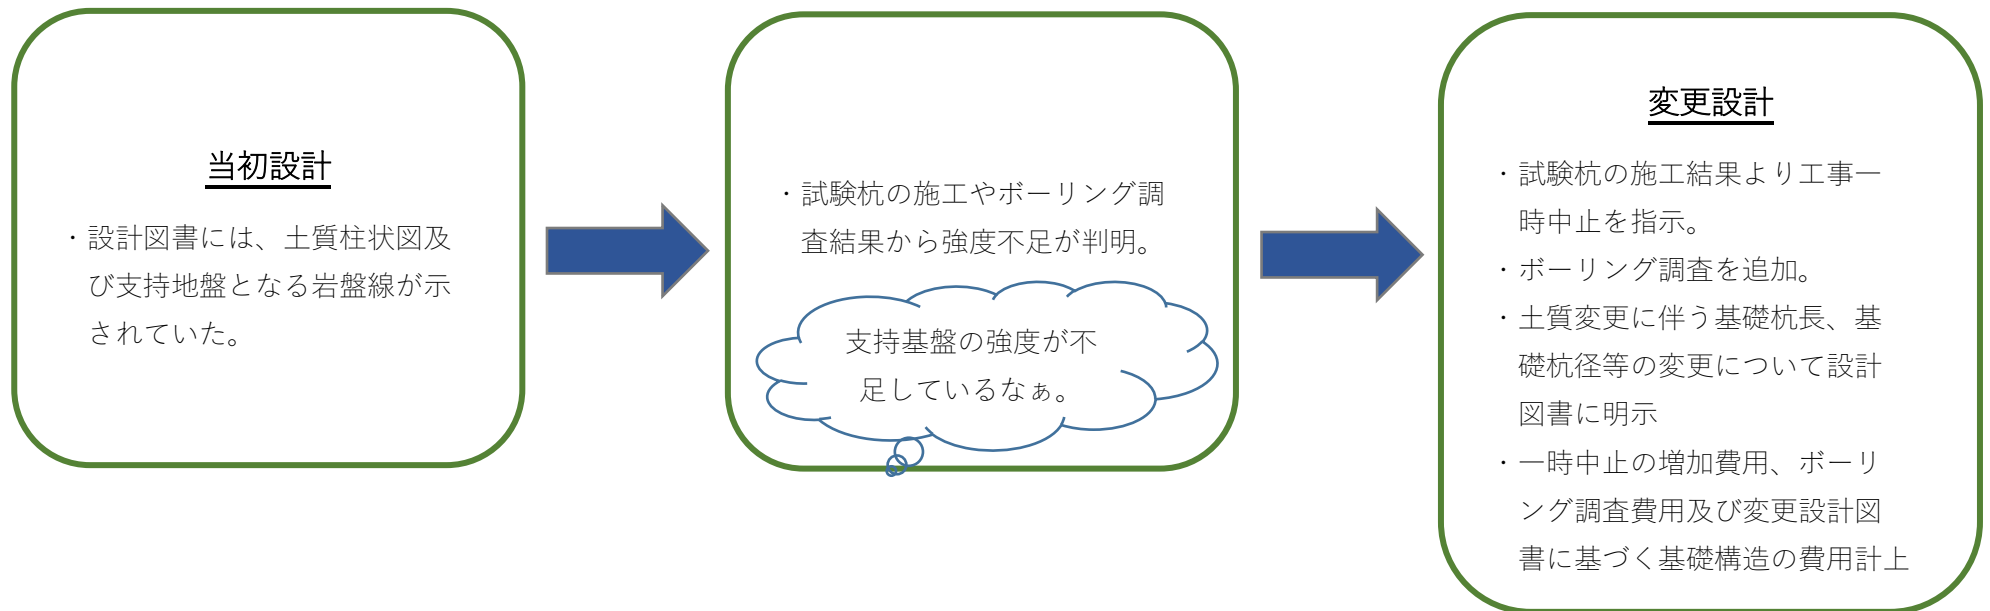 当初設計
・設計図書には、土質柱状図及
び支持地盤となる岩盤線が示
されていた。
・試験杭の施工やボーリング調
査結果から強度不足が判明。
支持基盤の強度が不
足しているなぁ。
変更設計
・試験杭の施工結果より工事一
時中止を指示。
・ボーリング調査を追加。
・土質変更に伴う基礎杭長、基
礎杭径等の変更について設計
図書に明示
・一時中止の増加費用、ボーリ
ング調査費用及び変更設計図
書に基づく基礎構造の費用計上